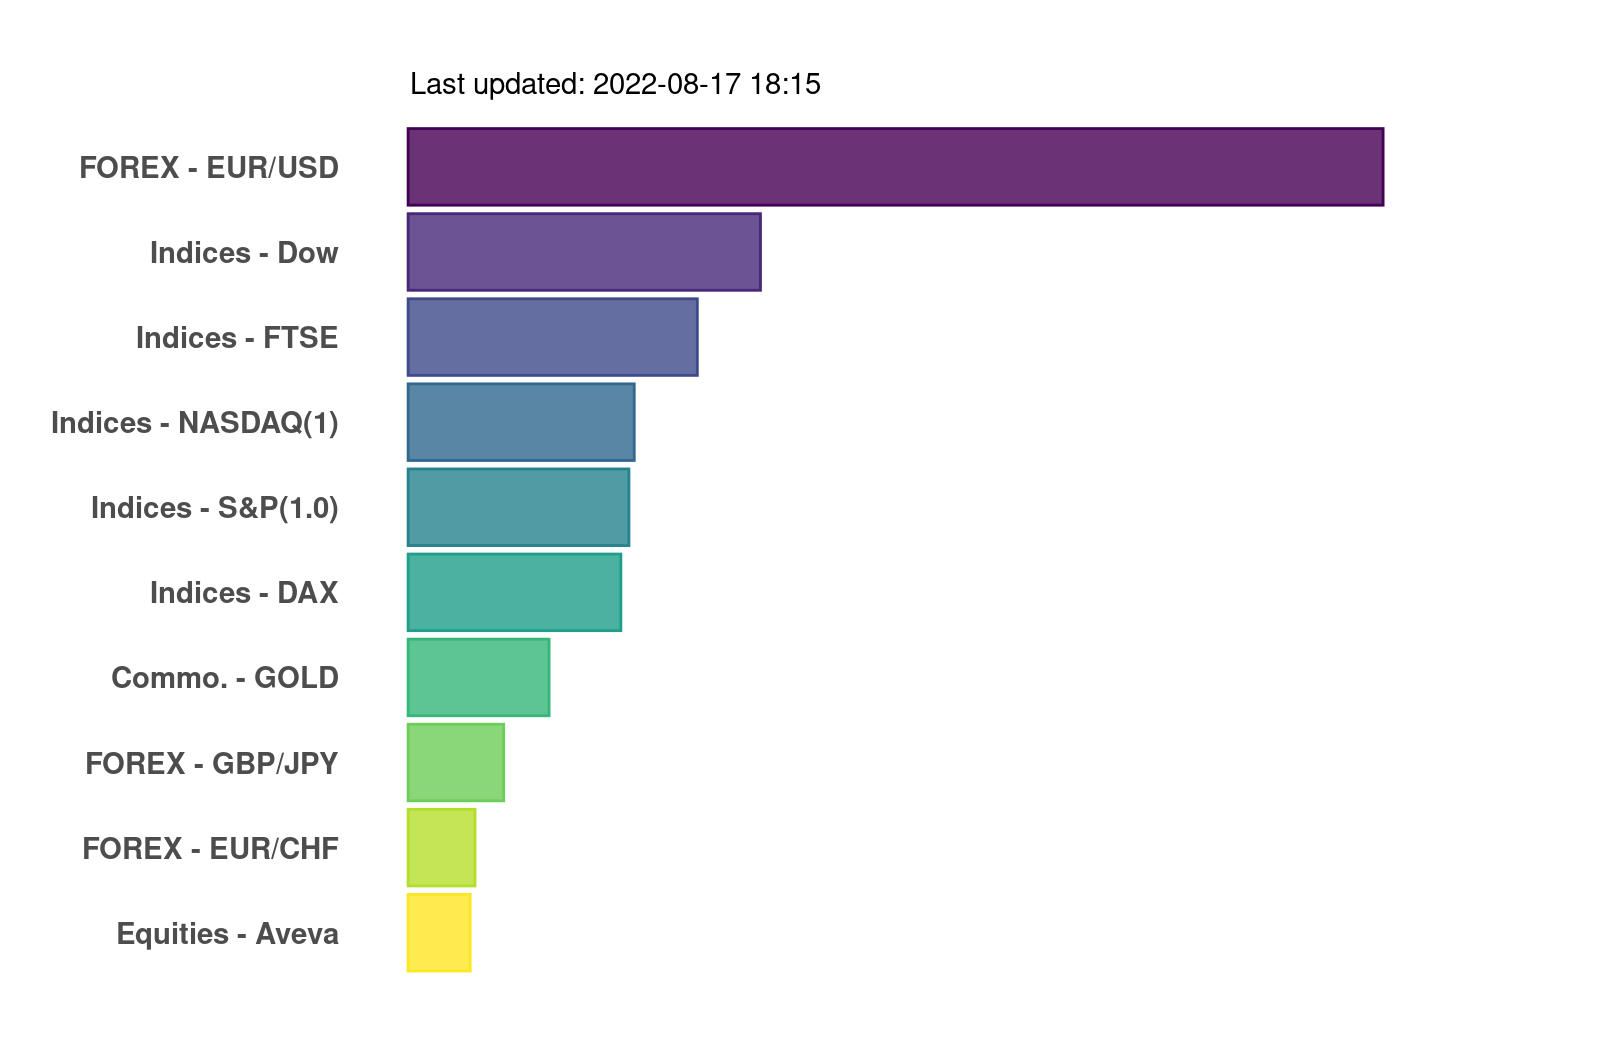 Last updated: 2022-08-17 18:15
FOREX - EUR/USD
Indices - Dow
Indices - FTSE
Indices - NASDAQ(1)
Indices - S&P(1.0)
Indices - DAX
Commo. - GOLD
FOREX - GBP/JPY
FOREX - EUR/CHF
Equities - Aveva